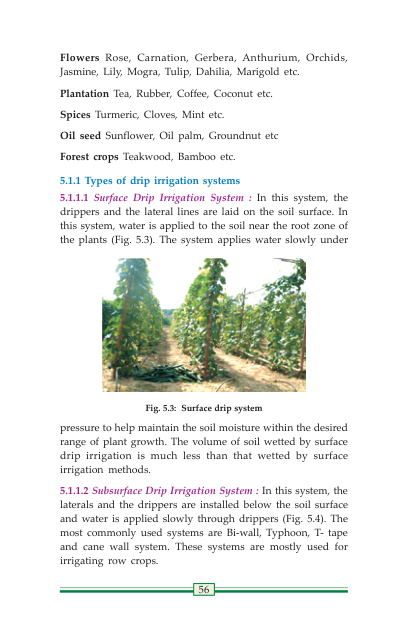 Flowers Rose, Carnation, Gerbera, Anthurium, Orchids,
Jasmine, Lily, Mogra, Tulip, Dahilia, Marigold etc.
Plantation Tea, Rubber, Coffee, Coconut etc.
Spices Turmeric, Cloves, Mint etc.
Oil seed Sunflower, Oil palm, Groundnut etc
Forest crops Teakwood, Bamboo etc.
5.1.1 Types of drip irrigation systems
5.1.1.1 Surface Drip Irrigation System : In this system, the
drippers and the lateral lines are laid on the soil surface. In
this system, water is applied to the soil near the root zone of
the plants (Fig. 5.3). The system applies water slowly under
Fig. 5.3: Surface drip system
pressure to help maintain the soil moisture within the desired
range of plant growth. The volume of soil wetted by surface
drip irrigation is much less than that wetted by surface
irrigation methods.
5.1.1.2 Subsurface Drip Irrigation System : In this system, the
laterals and the drippers are installed below the soil surface
and water is applied slowly through drippers (Fig. 5.4). The
most commonly used systems are Bi-wall, Typhoon, T- tape
and cane wall system. These systems are mostly used for
irrigating row crops.
56